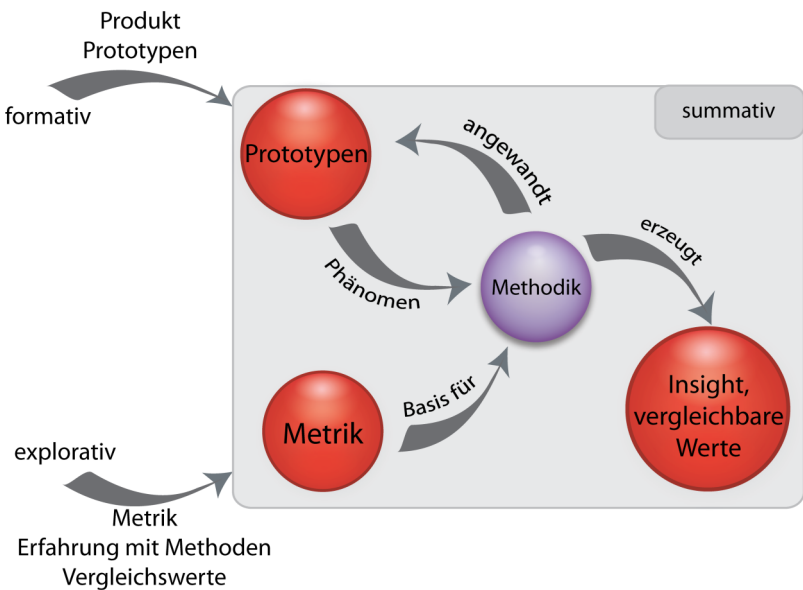 Produkt
Prototypen
formativ
summativ
Prototypen
angewandt
Phänomen
Methodik
erzeugt
Metrik
Basis für
Insight,
vergleichbare
Werte
explorativ
Metrik
Erfahrung mit Methoden
Vergleichswerte